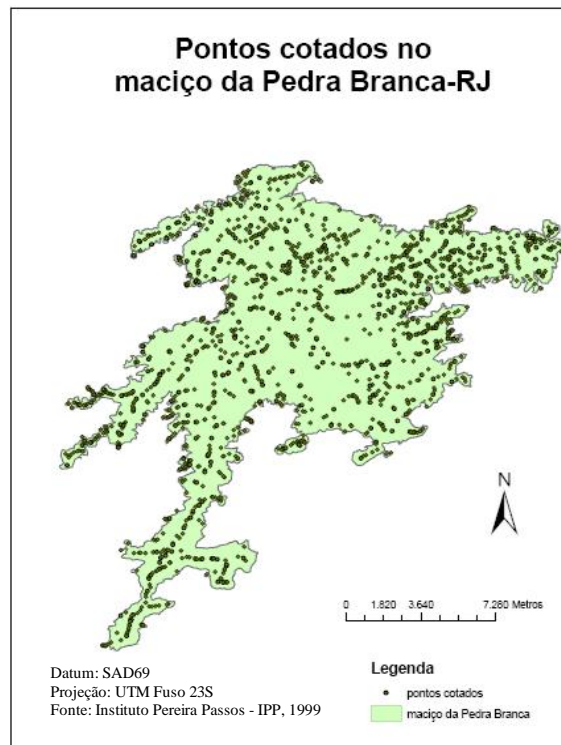 Pontos cotados no
maciço da Pedra Branca-RJ
N
0 1.820 3.640 7.280 Metros
Datum: SAD69
Projeção: UTM Fuso 23S
Fonte: Instituto Pereira Passos - IPP, 1999
Legenda
pontos cotados
maciço da Pedra Branca